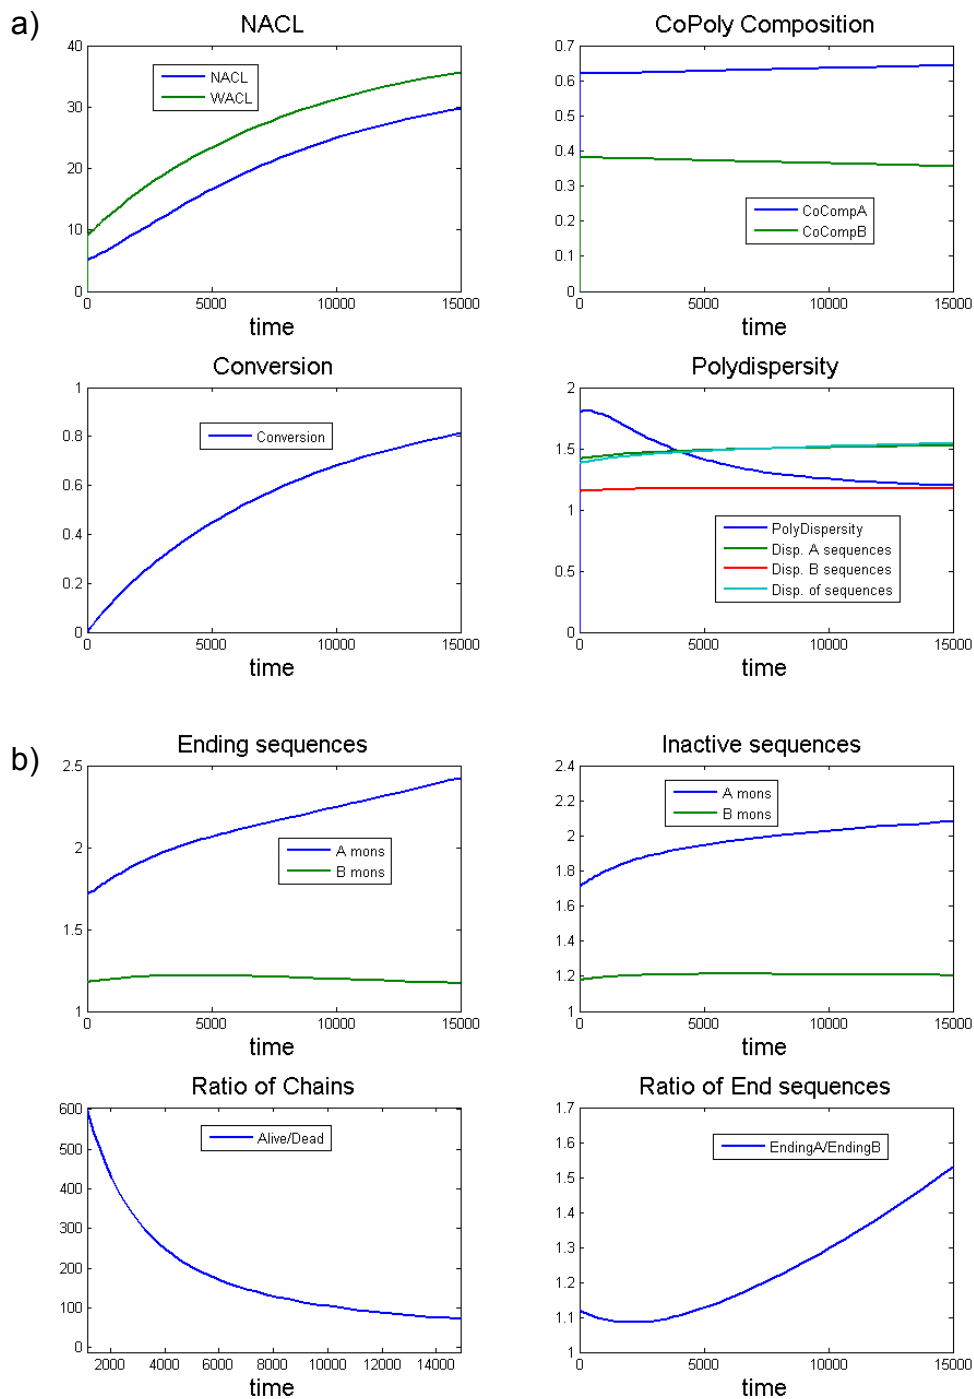 a)
NACL
40
30
20
10
0
NACL
WACL
0 5000 10000 15000
time
CoPoly Composition
0.7
0.6
0.5
0.4
0.3
0.2
0.1
0
CoCompA
CoCompB
0 5000 10000 15000
time
Conversion
1
0.8
0.6
0.4
0.2
0
Conversion
0 5000 10000 15000
time
Polydispersity
2
1.5
1
0.5
0
PolyDispersity
Disp. A sequences
Disp. B sequences
Disp. of sequences
0 5000 10000 15000
time
b)
Ending sequences
2.5
2
1.5
1
A mons
B mons
0 5000 10000 15000
time
Inactive sequences
2.4
2.2
2
1.8
1.6
1.4
1.2
1
A mons
B mons
0 5000 10000 15000
time
Ratio of Chains
600
500
400
300
200
100
0
Alive/Dead
2000 4000 6000 8000 10000 12000 14000
time
Ratio of End sequences
1.7
1.6
1.5
1.4
1.3
1.2
1.1
1
EndingA/EndingB
0 5000 10000 15000
time